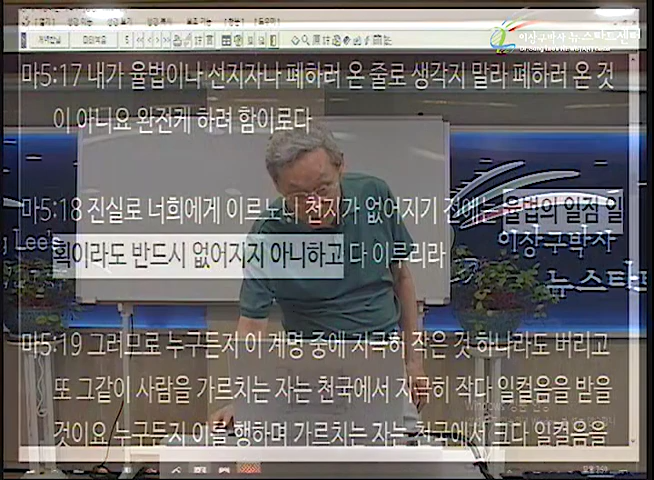 이상구박사 뉴스타트센터
마5:17 내가 율법이나 선지자나 폐하러 온 줄로 생각지 말라 폐하러 온 것
이 아니요 완전케 하려 함이로다
마5:18 진실로 너희에게 이르노니 천지가 없어지기 전에는 율법의 일점 일
획이라도 반드시 없어지지 아니하고 다 이루리라
이상구박사
뉴스타트
마5:19 그러므로 누구든지 이 계명 중에 지극히 작은 것 하나라도 버리고
또 그같이 사람을 가르치는 자는 천국에서 지극히 작다 일컬음을 받을
것이요 누구든지 이를 행하며 가르치는 자는 천국에서 크다 일컬음을